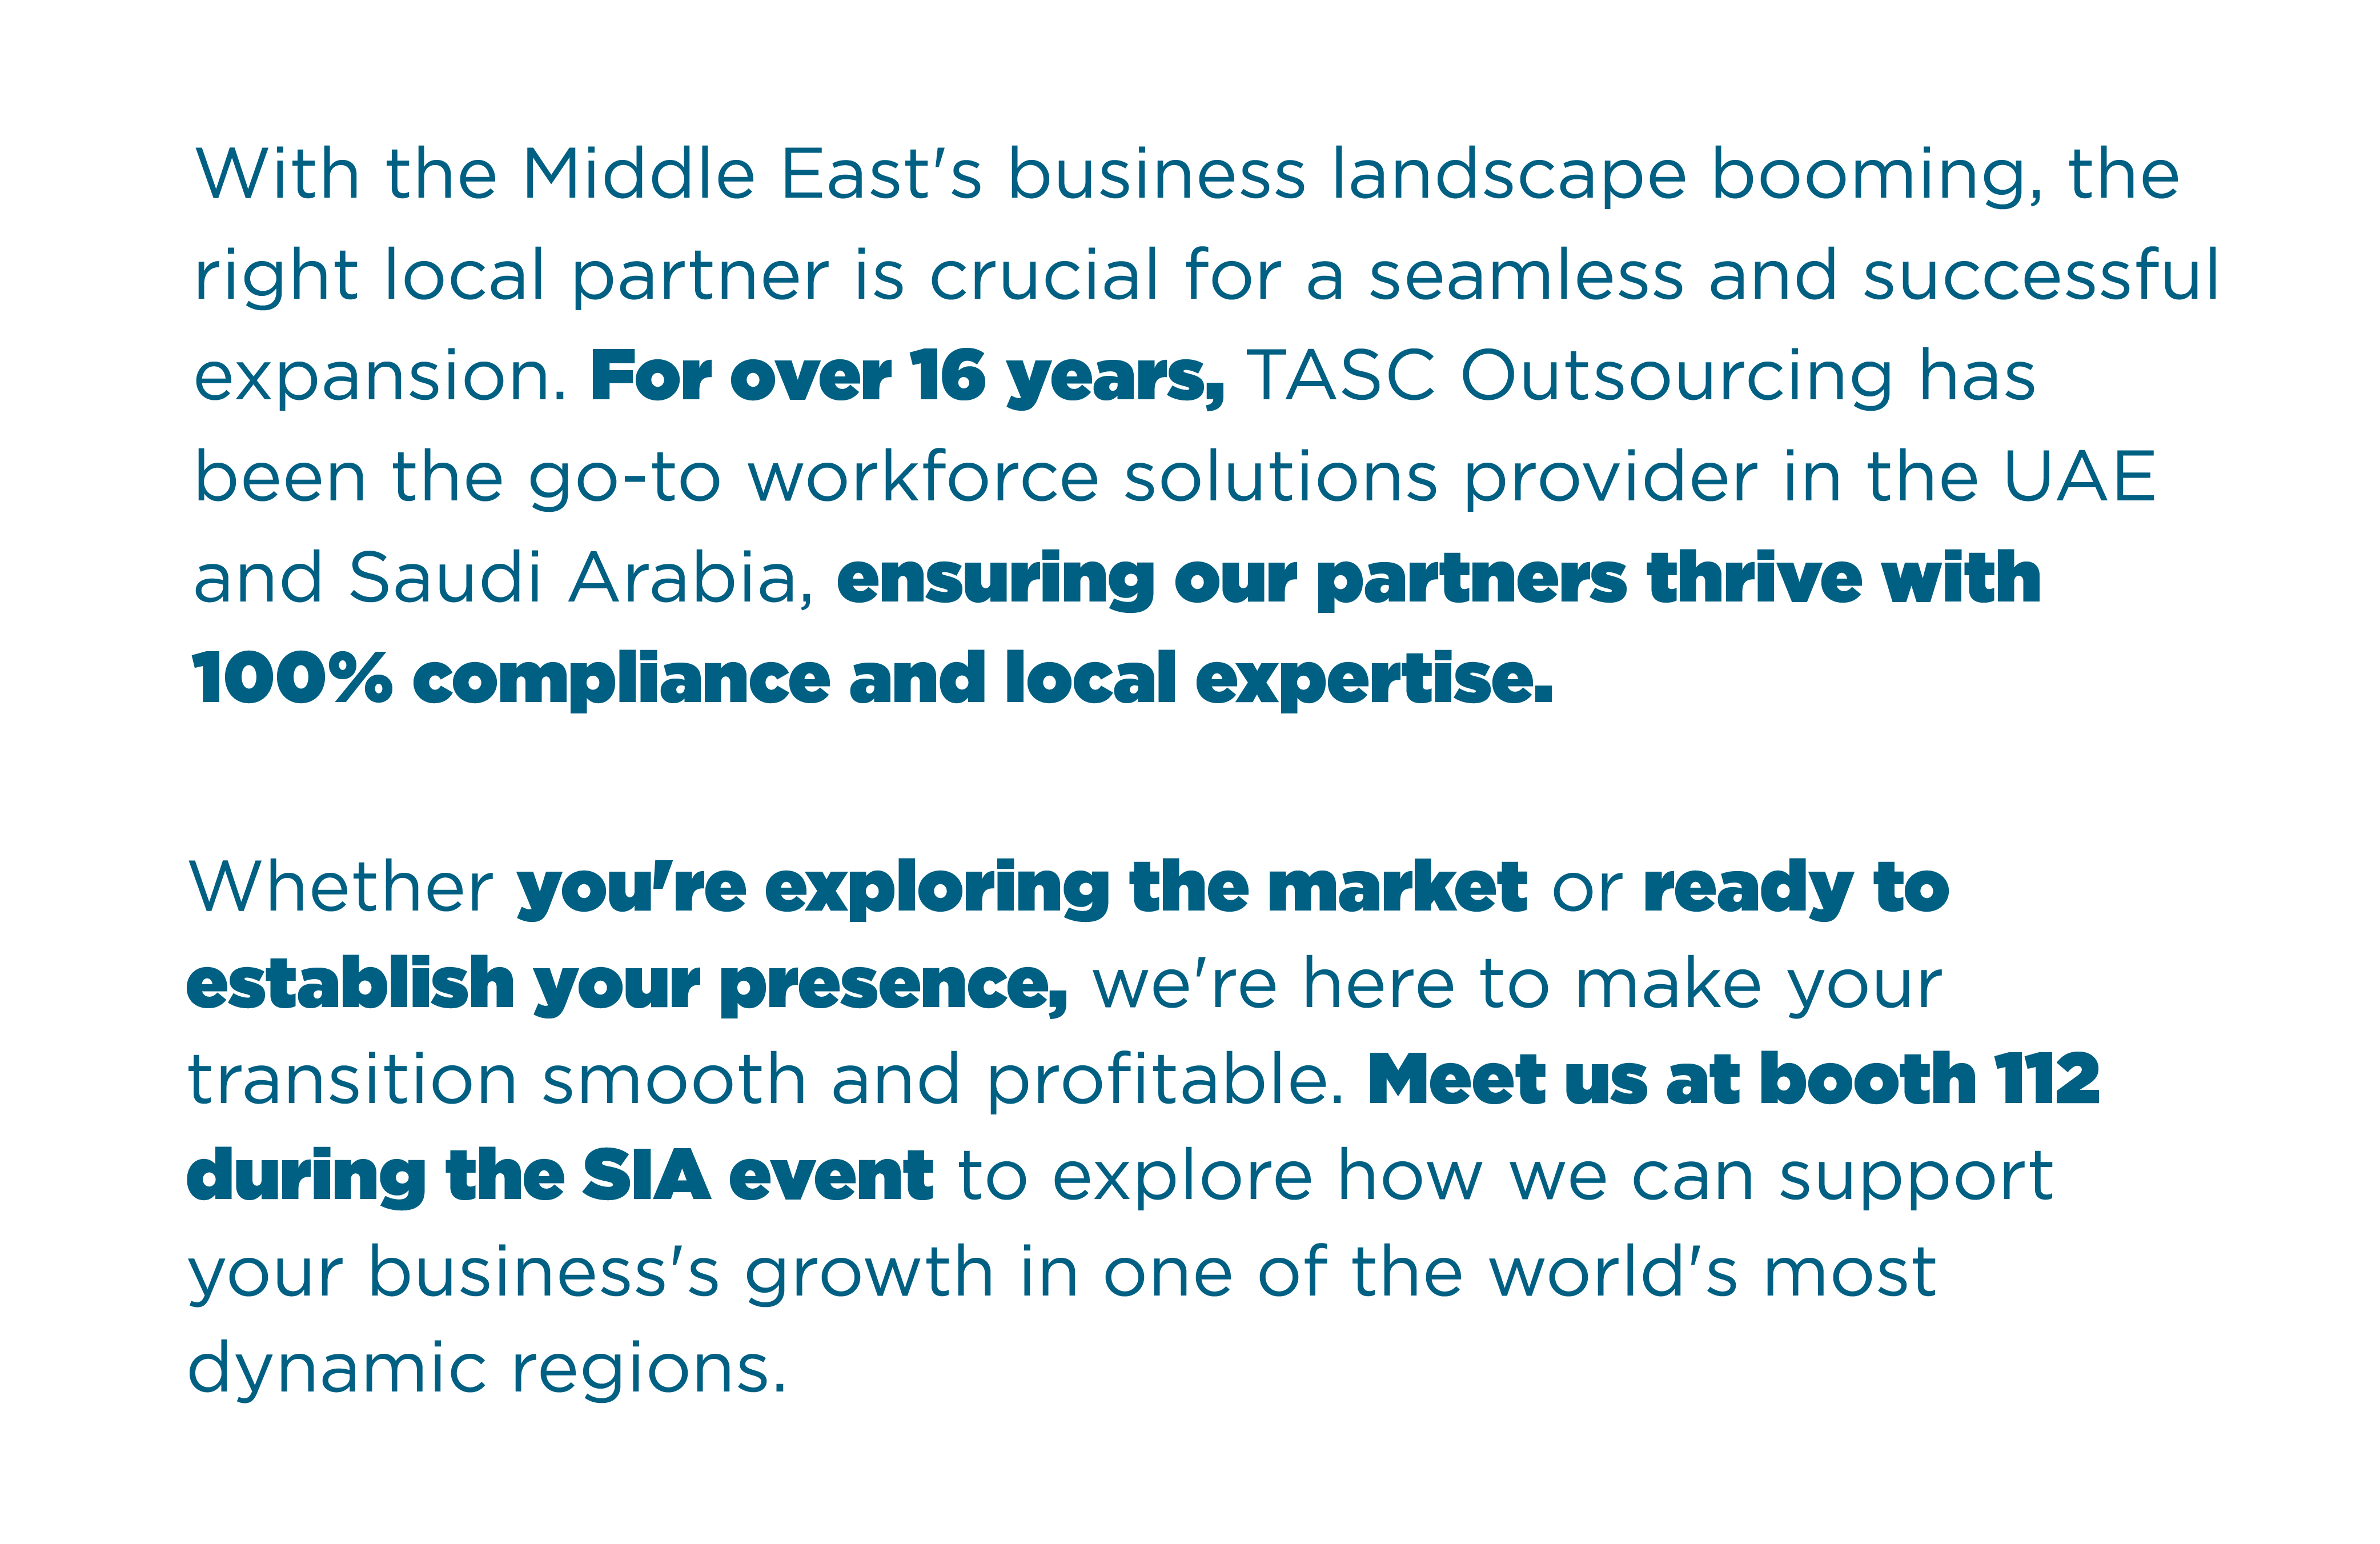 With the Middle East's business landscape booming, the
right local partner is crucial for a seamless and successful
expansion. For over 16 years, TASC Outsourcing has
been the go-to workforce solutions provider in the UAE
and Saudi Arabia, ensuring our partners thrive with
100% compliance and local expertise.
Whether you're exploring the market or ready to
establish your presence, we're here to make your
transition smooth and profitable. Meet us at booth 112
during the SIA event to explore how we can support
your business's growth in one of the world's most
dynamic regions.